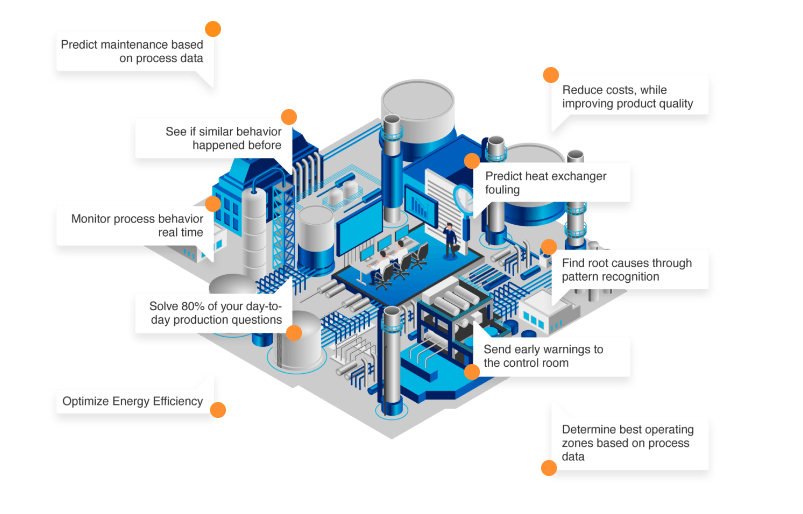 Predict maintenance based
on process data
Reduce costs, while
improving product quality
See if similar behavior
happened before
Predict heat exchanger
fouling
Monitor process behavior
real time
Find root causes through
pattern recognition
Solve 80% of your day-to-
day production questions
Send early warnings to
the control room
Optimize Energy Efficiency
Determine best operating
zones based on process
data